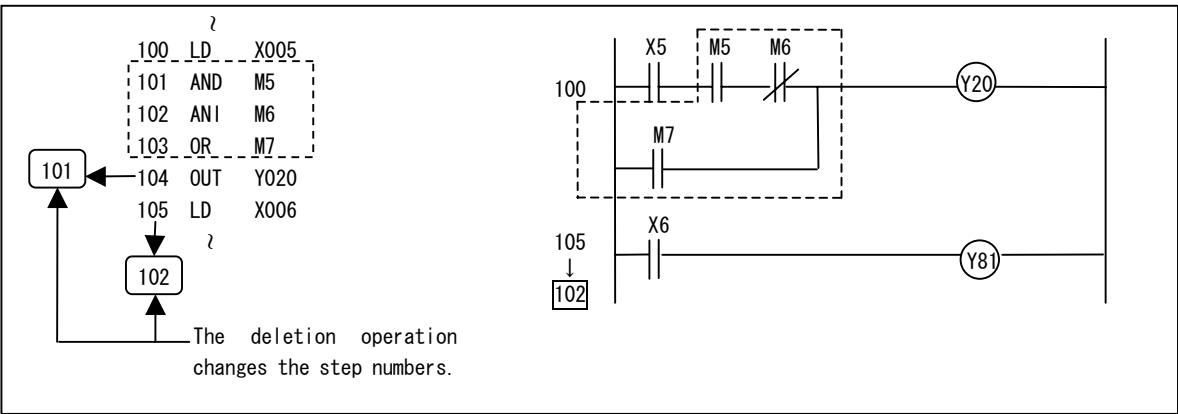 ≀
100 LD X005
101 AND M5
102 ANI M6
103 OR M7
104 OUT Y020
105 LD X006
≀
101
102
The deletion operation
changes the step numbers.
X5 M5 M6
100
Y20
M7
X6
105
↓
102
Y81